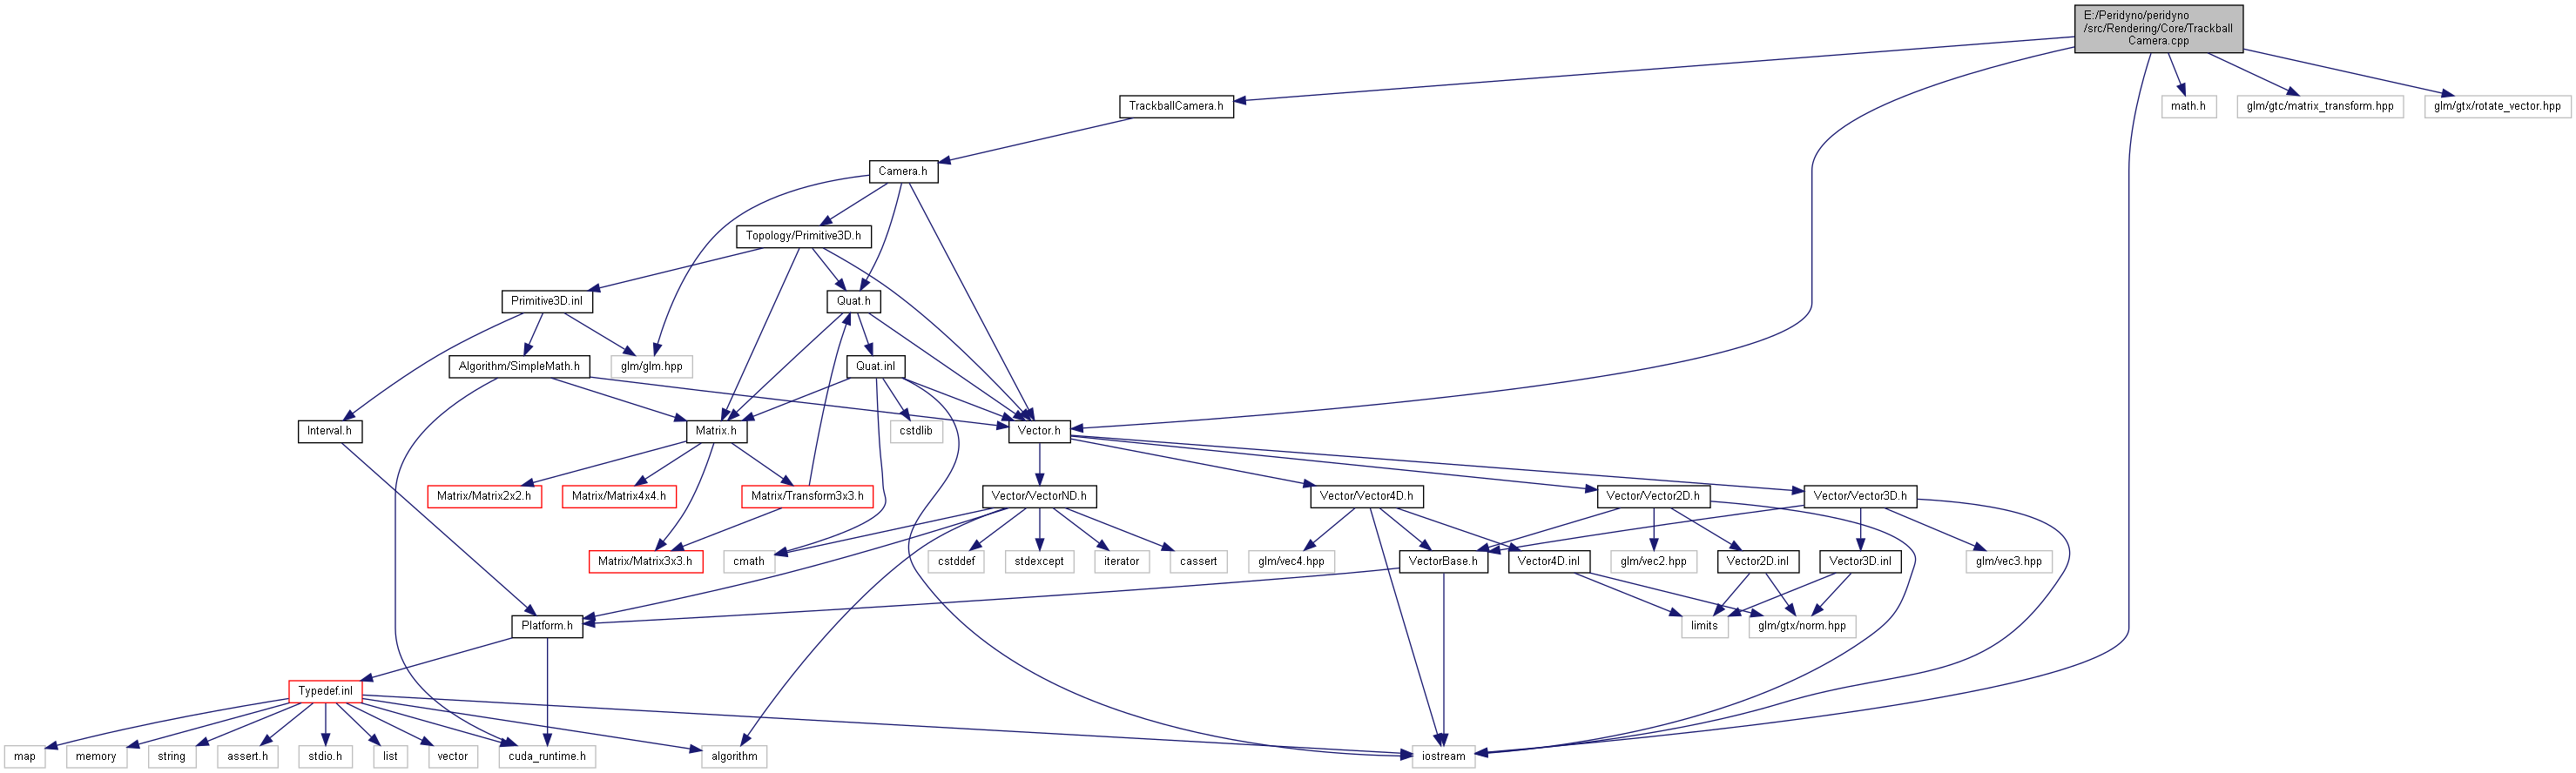 E:/Peridyno/peridyno
/src/Rendering/Core/Trackball
Camera.cpp
TrackballCamera.h
math.h
glm/gtc/matrix_transform.hpp
glm/gtx/rotate_vector.hpp
Camera.h
Topology/Primitive3D.h
Primitive3D.inl
Quat.h
Algorithm/SimpleMath.h
glm/glm.hpp
Quat.inl
Interval.h
Matrix.h
cstdlib
Vector.h
Matrix/Matrix2x2.h
Matrix/Matrix4x4.h
Matrix/Transform3x3.h
Vector/VectorND.h
Vector/Vector4D.h
Vector/Vector2D.h
Vector/Vector3D.h
Matrix/Matrix3x3.h
cmath
cstddef
stdexcept
iterator
cassert
glm/vec4.hpp
VectorBase.h
Vector4D.inl
glm/vec2.hpp
Vector2D.inl
Vector3D.inl
glm/vec3.hpp
Platform.h
limits
glm/gtx/norm.hpp
Typedef.inl
map
memory
string
assert.h
stdio.h
list
vector
cuda_runtime.h
algorithm
iostream